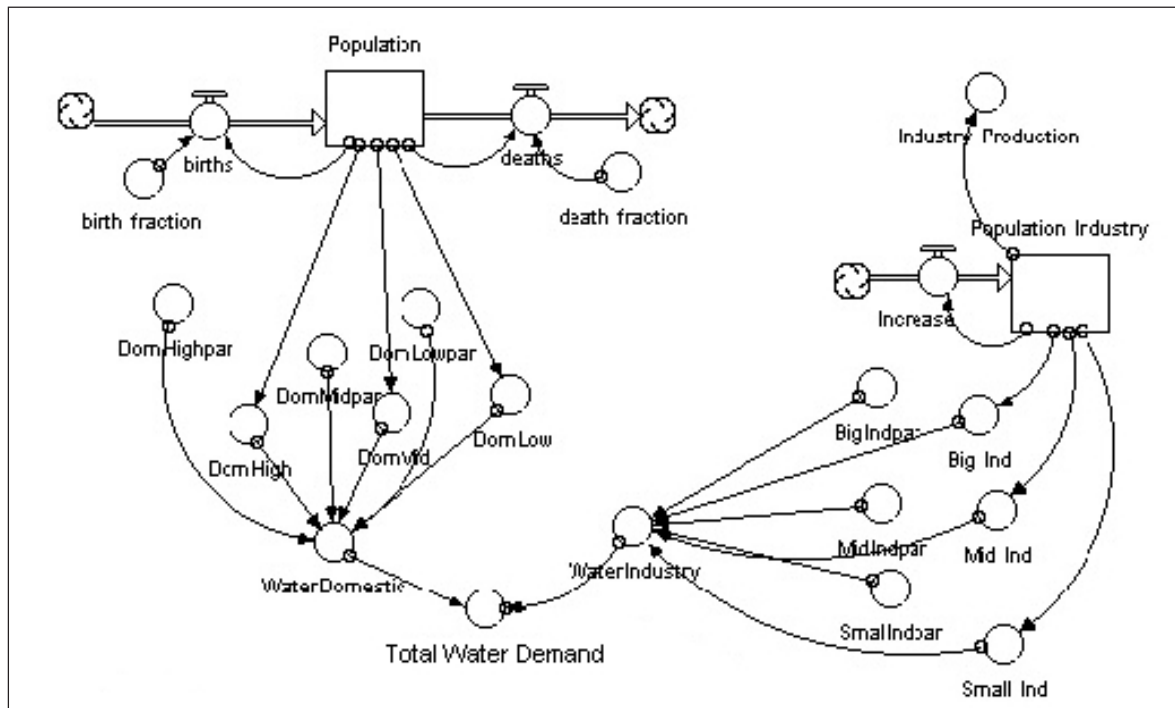 Population
births
deaths
birth fraction
death fraction
Industry Production
Population Industry
Increase
DomHighpar
DomLowpar
DomMidpar
DomHigh
DomMid
DomLow
BigIndpar
Big Ind
MidIndpar
Mid Ind
WaterDomestic
WaterIndustry
SmalIndpar
Total Water Demand
Small Ind